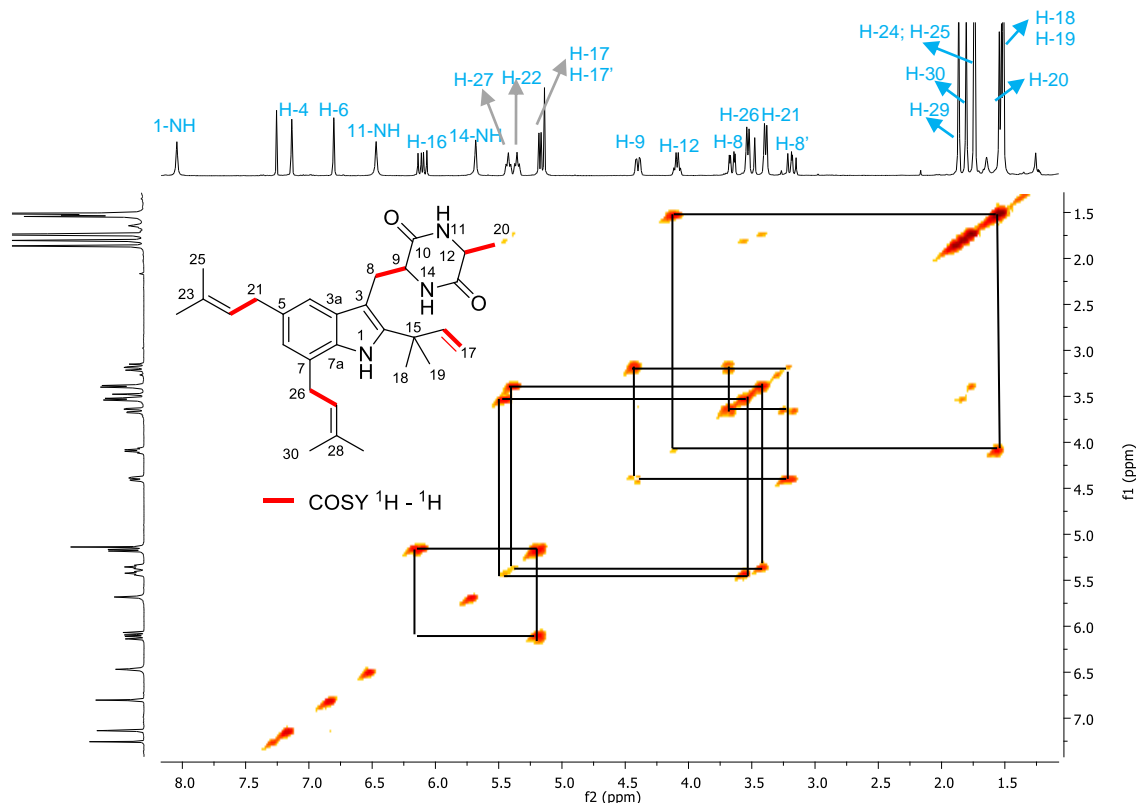 H-24; H-25
H-18
H-19
H-17
H-17’
H-27
H-22
H-30
H-20
H-29
1-NH
H-4
H-6
11-NH
H-16
14-NH
H-9
H-12
H-8
H-26
H-21
H-8’
O
H
N
11
20
10
12
9
8
14
N
H
O
25
21
23
5
3a
3
15
1
N
H
7
7a
17
18
19
26
30
28
COSY ¹H - ¹H
1.5
2.0
2.5
3.0
3.5
4.0
4.5
5.0
5.5
6.0
6.5
7.0
f1 (ppm)
8.0 7.5 7.0 6.5 6.0 5.5 5.0 4.5 4.0 3.5 3.0 2.5 2.0 1.5
f2 (ppm)